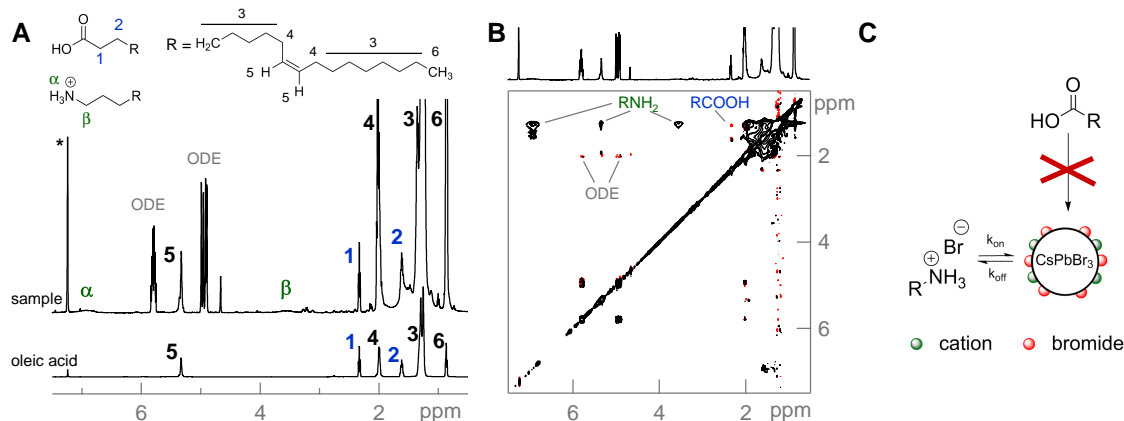 A
O
HO
2
1
R
α
H₃N
⊕
β
R
R = H₂C
3
4
5 H
4
3
6
CH₃
H
5
*
ODE
ODE
5
4
3
6
1
2
α
β
sample
oleic acid
5
1
4
2
3
6
6
4
2
ppm
B
ppm
RNH₂
RCOOH
ODE
2
4
6
6
4
2
ppm
C
O
HO
R
⊖
Br
⊕
R NH₃
kon
koff
CsPbBr₃
cation
bromide